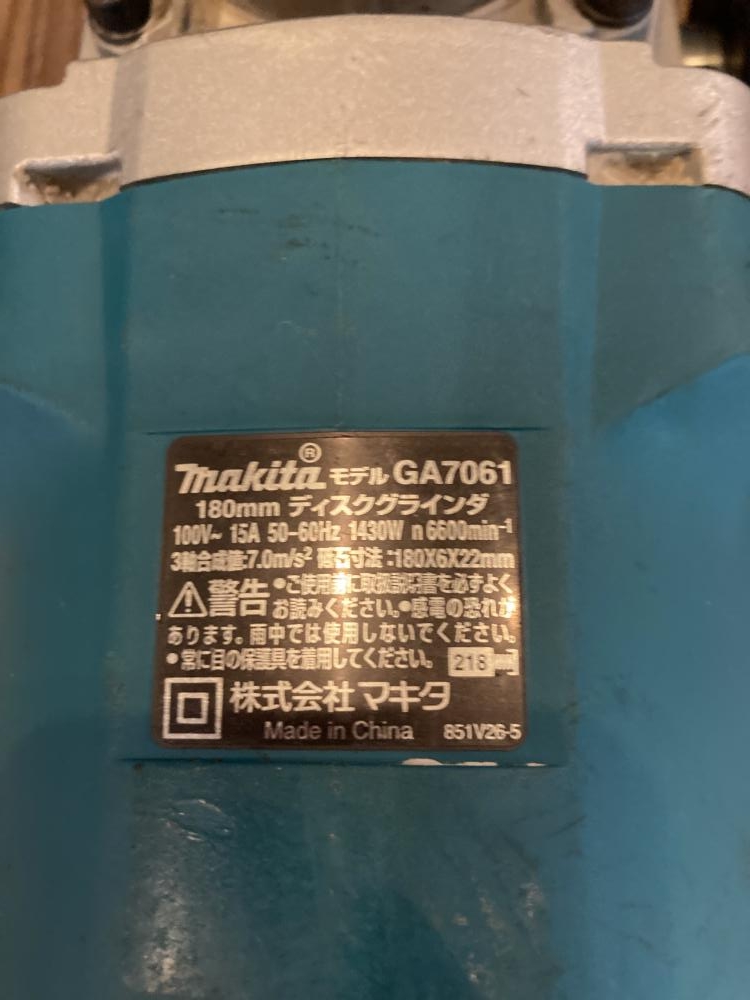 makita® モデル GA7061
180mm ディスクグラインダ
100V~ 15A 50-60Hz 1430W n 6600min⁻¹
3軸合成値:7.0m/s² 砥石寸法:180X6X22mm
⚠警告 •ご使用前に取扱説明書を必ずよく
お読みください。•感電の恐れが
あります。雨中では使用しないでください。
•常に目の保護具を着用してください。 218
株式会社 マキタ
Made in China 851V26-5